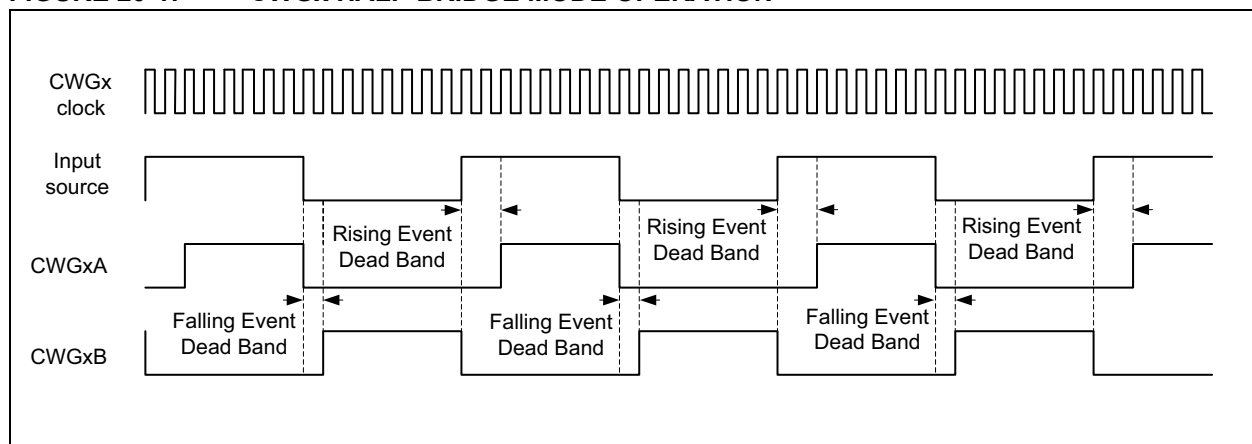 CWGx
clock
Input
source
Rising Event
Dead Band
Rising Event
Dead Band
Rising Event
Dead Band
CWGxA
Falling Event
Dead Band
Falling Event
Dead Band
Falling Event
Dead Band
CWGxB